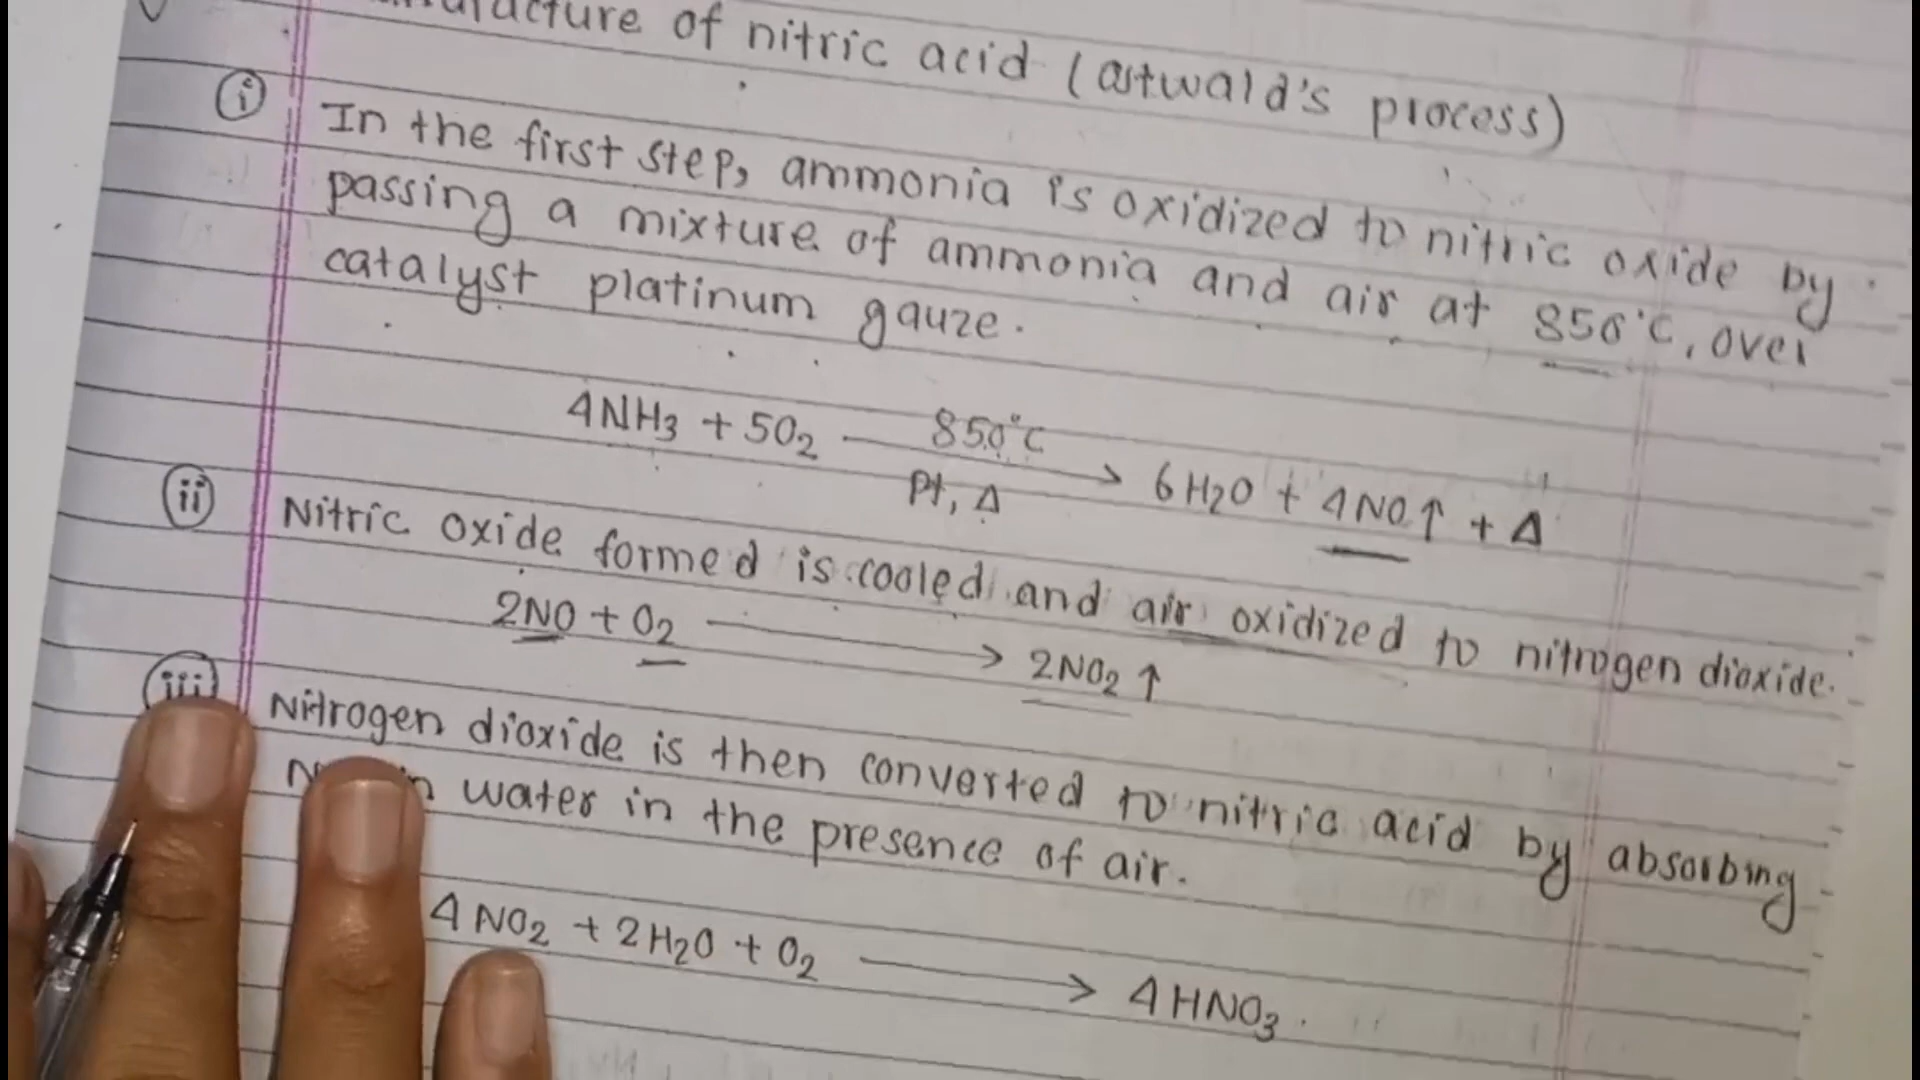 of nitric acid (ostwald's process)
(i) In the first step, ammonia is oxidized to nitric oxide by
passing a mixture of ammonia and air at 850°C, over
catalyst platinum gauze.
4NH3 + 5O2 850°C → 6H2O + 4NO↑ + Δ
Pt, Δ
(ii) Nitric oxide formed is cooled and air oxidized to nitrogen dioxide.
2NO + O2 → 2NO2 ↑
(iii) Nitrogen dioxide is then converted to nitric acid by absorbing
water in the presence of air.
4NO2 + 2H2O + O2 → 4HNO3.